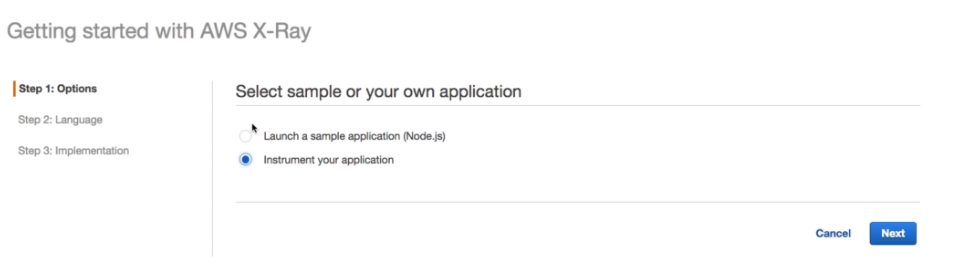 Getting started with AWS X-Ray
Step 1: Options
Step 2: Language
Step 3: Implementation
Select sample or your own application
Launch a sample application (Node.js)
Instrument your application
Cancel
Next